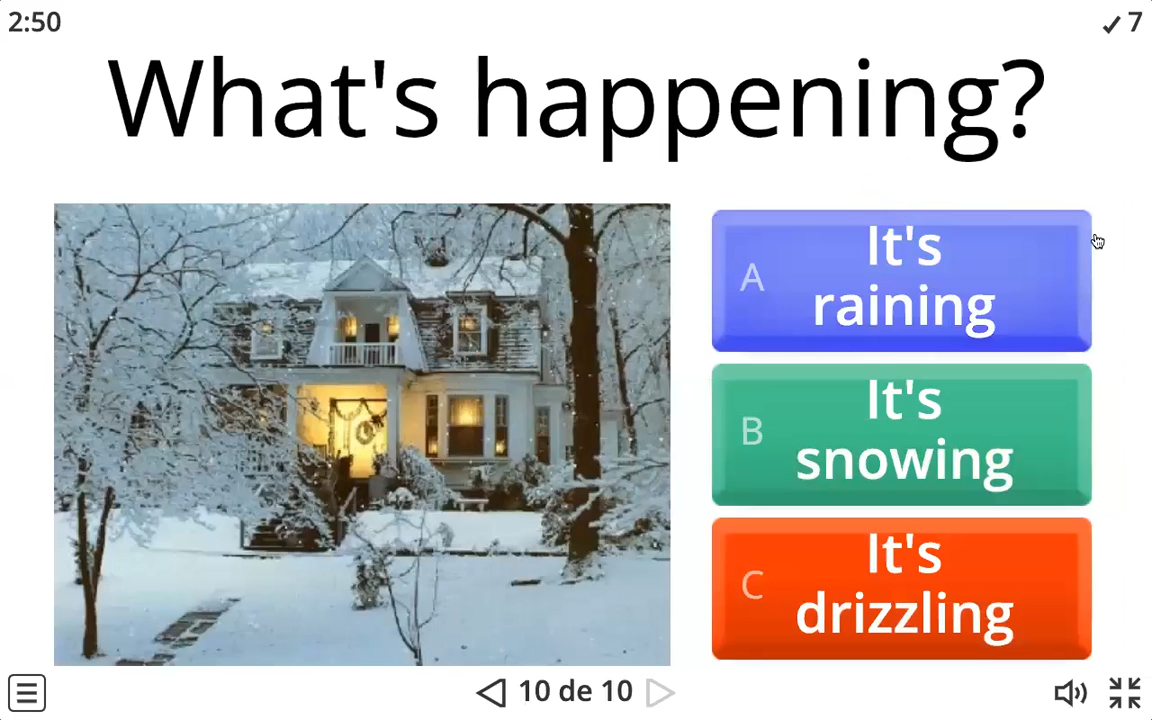 2:50
✓ 7
What's happening?
A
It's
raining
B
It's
snowing
C
It's
drizzling
10 de 10